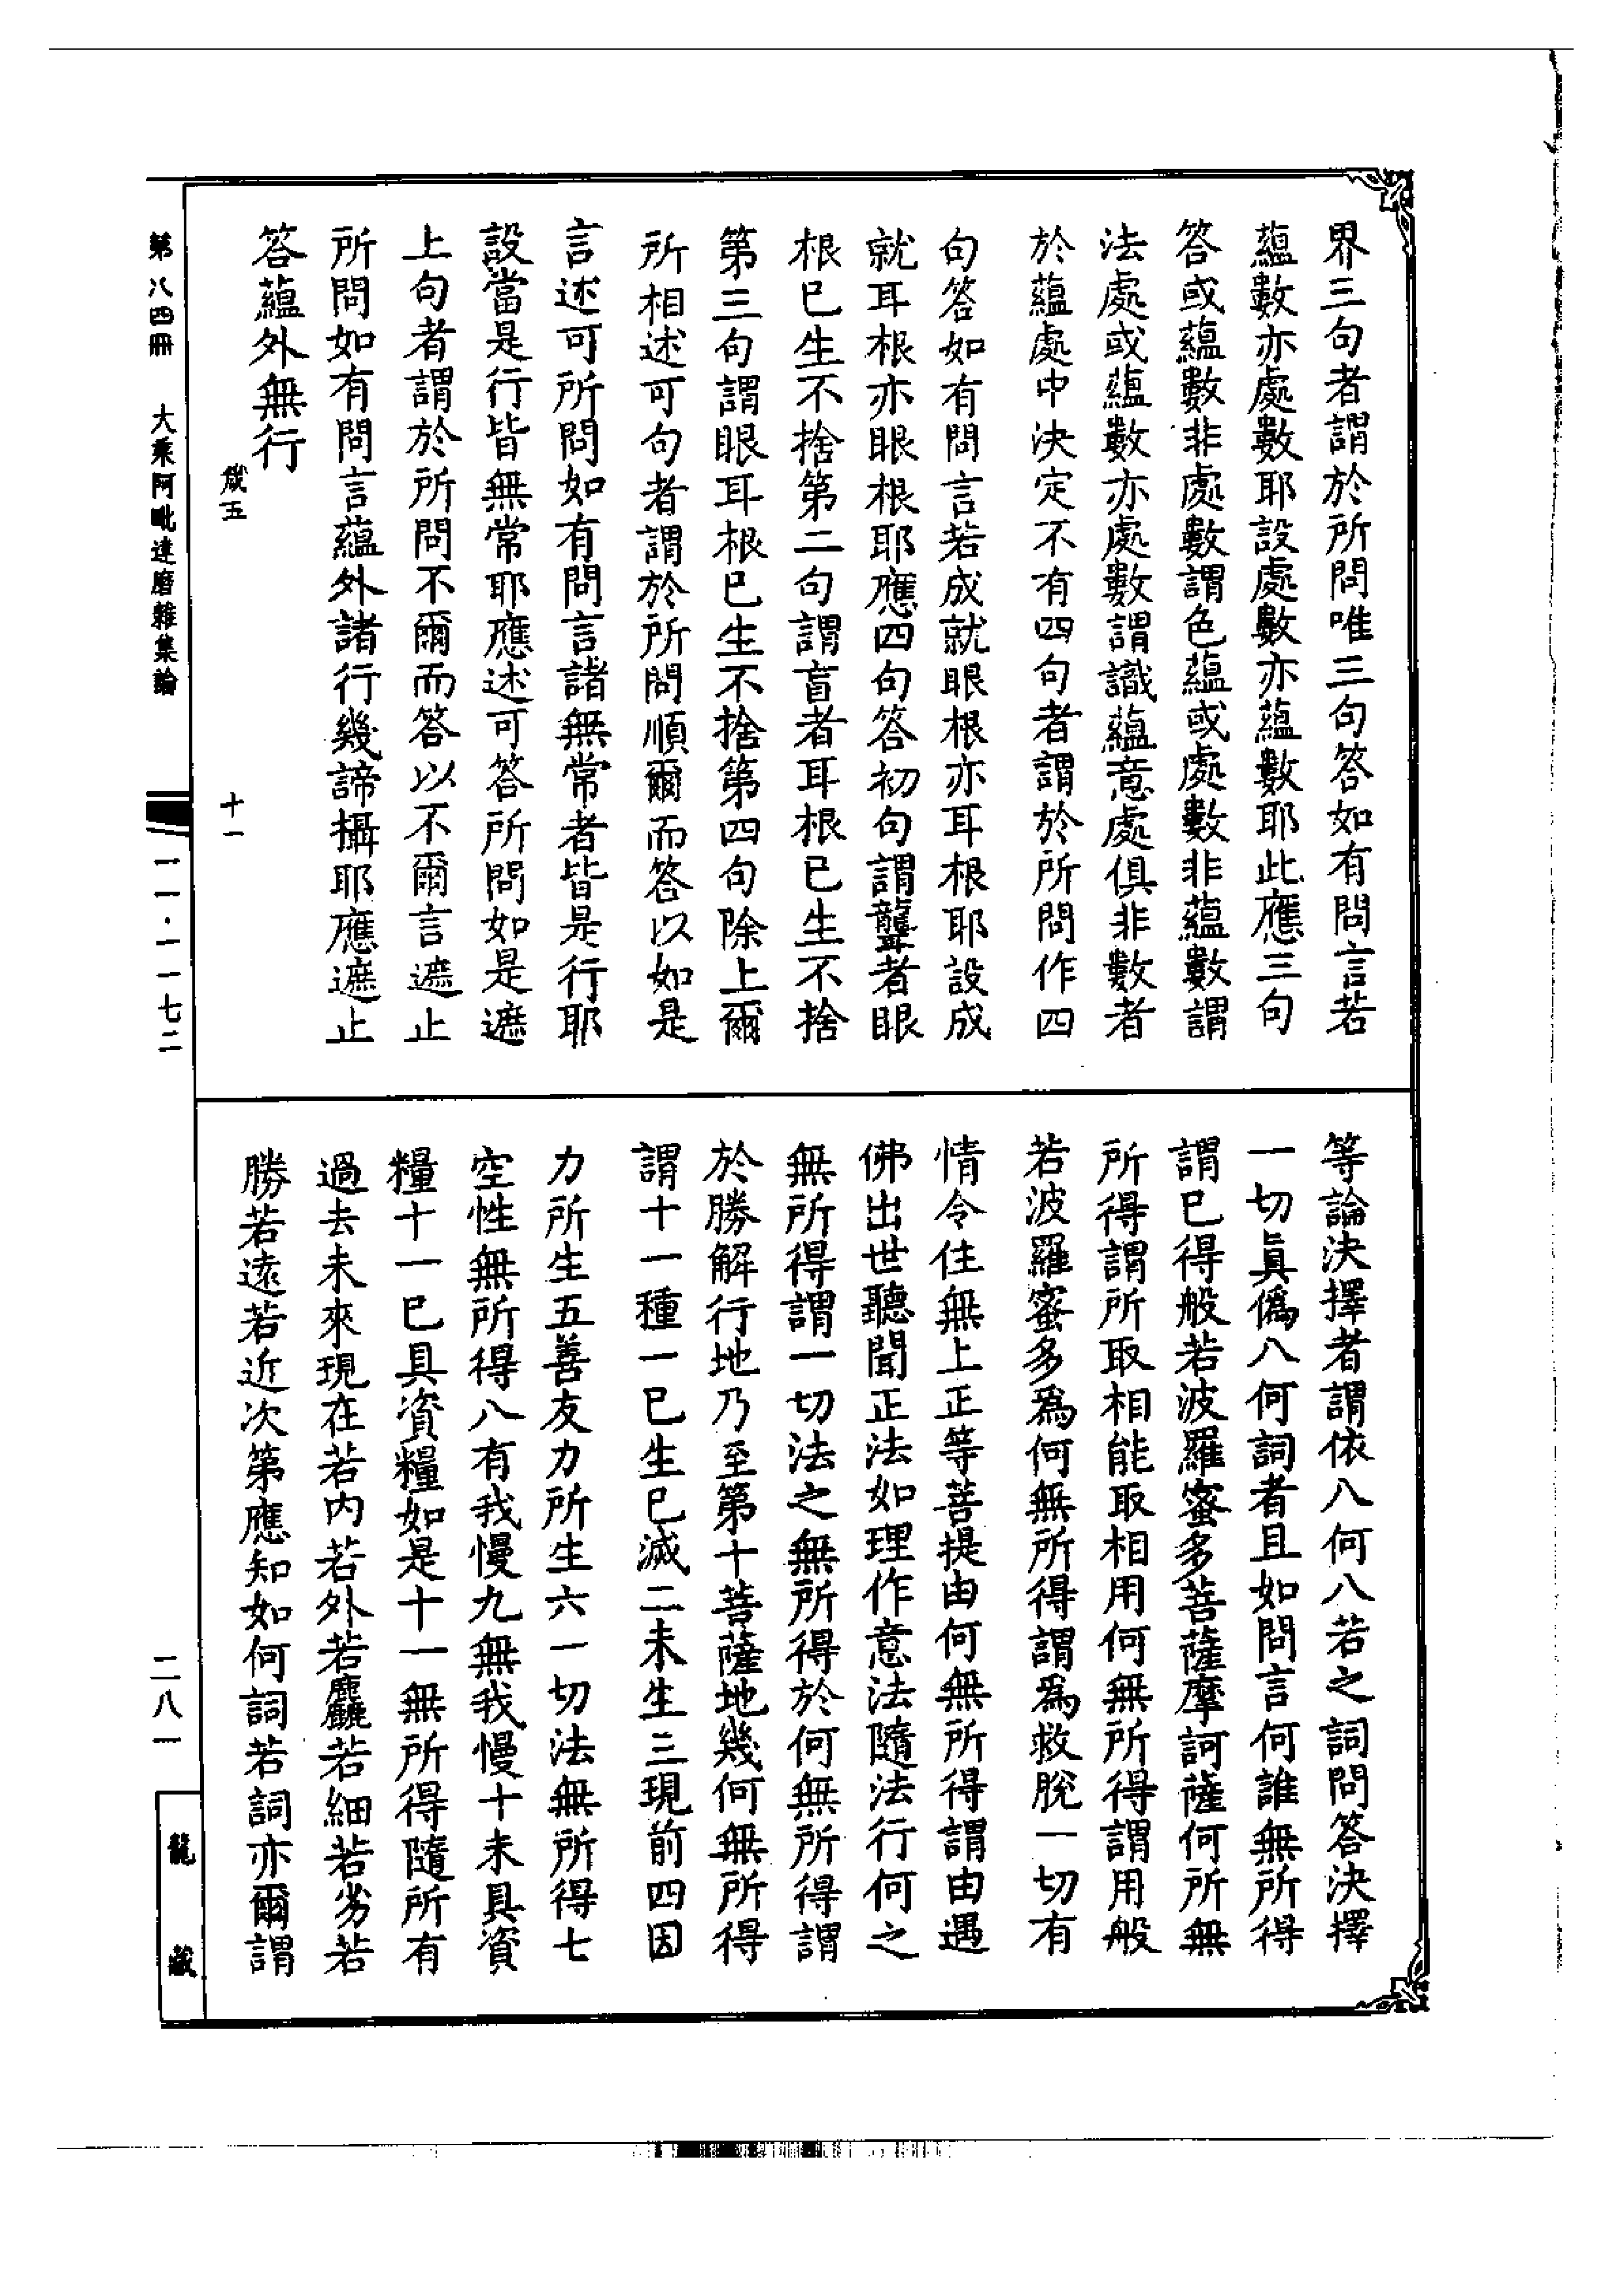 界三句者謂於所問唯三句答如有問言若
蘊數亦處數耶設處數亦蘊數耶此應三句
答或蘊數非處數謂色蘊或處數非蘊數謂
法處或蘊數亦處數謂識蘊意處俱非數者
於蘊處中決定不有四句者謂於所問作四
句答如有問言若成就眼根亦耳根耶設成
就耳根亦眼根耶應四句答初句謂聾者眼
根已生不捨第二句謂盲者耳根已生不捨
第三句謂眼耳根已生不捨第四句除上爾
所相述可句者謂於所問順爾而答以如是
言述可所問如有問言諸無常者皆是行耶
設當是行皆無常耶應述可答所問如是遮
上句者謂於所問不爾而答以不爾言遮止
所問如有問言蘊外諸行幾諦攝耶應遮止
答蘊外無行
等論決擇者謂依八何八若之詞問答決擇
一切眞僞八何詞者且如問言何誰無所得
謂已得般若波羅蜜多菩薩摩訶薩何所無
所得謂所取相能取相用何無所得謂用般
若波羅蜜多爲何無所得謂爲救脫一切有
情令住無上正等菩提由何無所得謂由遇
佛出世聽聞正法如理作意法隨法行何之
無所得謂一切法之無所得於何無所得謂
於勝解行地乃至第十菩薩地幾何無所得
謂十一種一已生已滅二未生三現前四因
力所生五善友力所生六一切法無所得七
空性無所得八有我慢九無我慢十未具資
糧十一已具資糧如是十一無所得隨所有
過去未來現在若內若外若麤若細若劣若
勝若遠若近次第應知如何詞若詞亦爾謂
箴五
十一
第八四冊 大乘阿毗達磨雜集論
一一·一一七二
二八一
龍藏